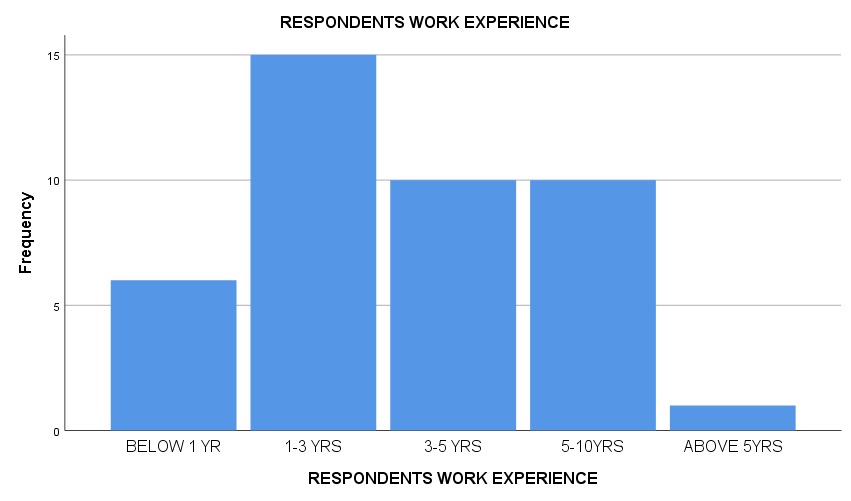 RESPONDENTS WORK EXPERIENCE
15
10
5
0
Frequency
BELOW 1 YR 1-3 YRS 3-5 YRS 5-10YRS ABOVE 5YRS
RESPONDENTS WORK EXPERIENCE